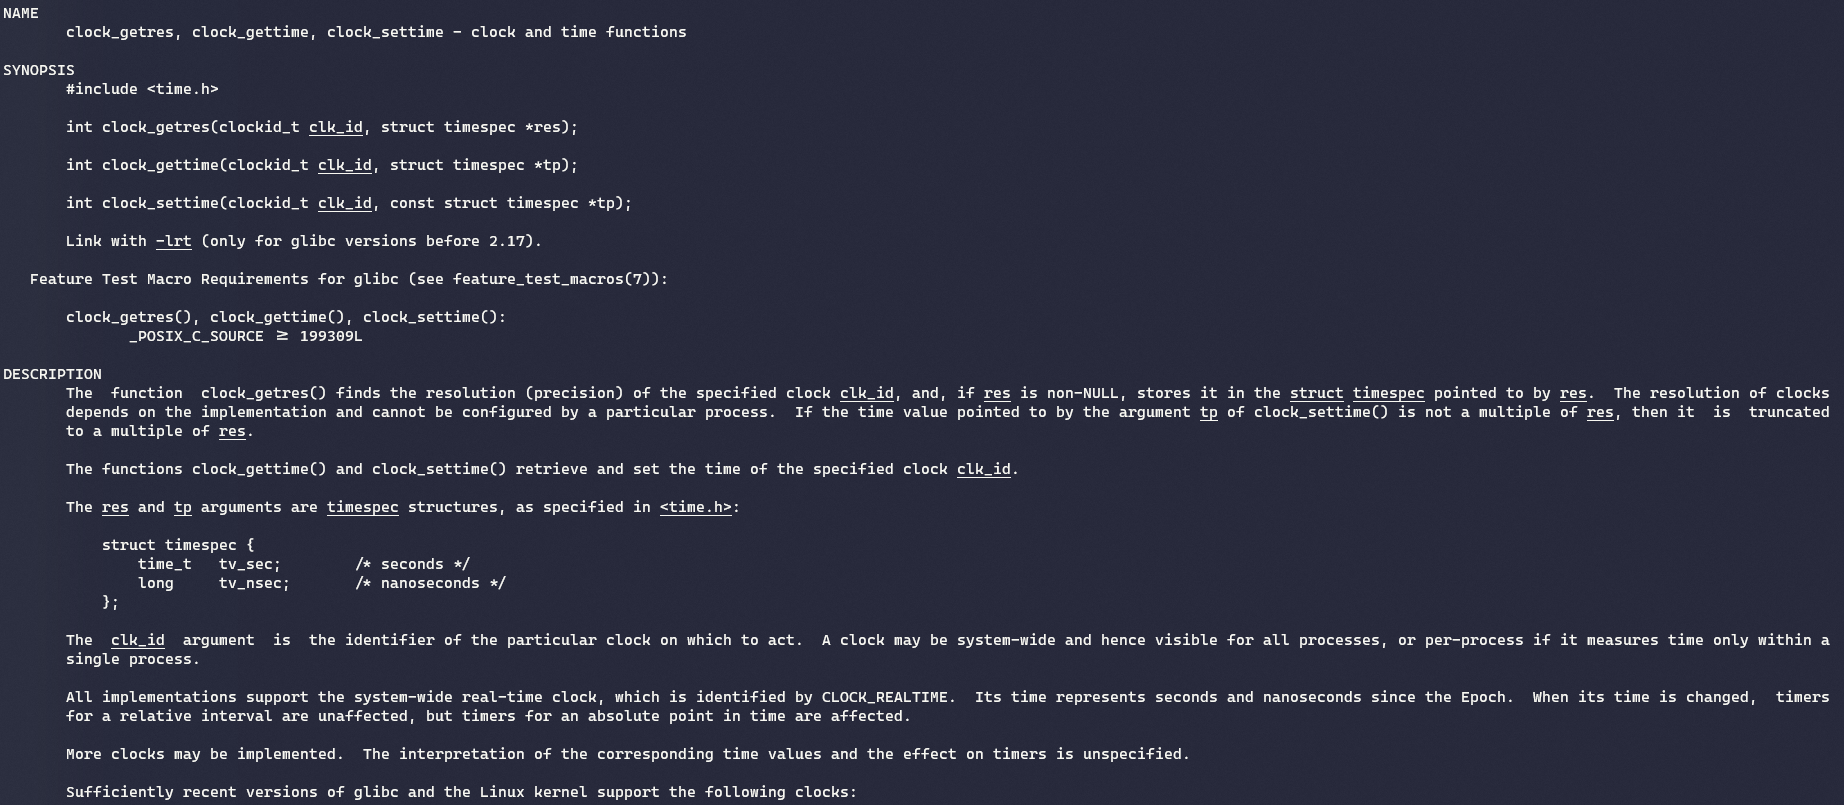 NAME
clock_getres, clock_gettime, clock_settime - clock and time functions
SYNOPSIS
#include <time.h>
int clock_getres(clockid_t clk_id, struct timespec *res);
int clock_gettime(clockid_t clk_id, struct timespec *tp);
int clock_settime(clockid_t clk_id, const struct timespec *tp);
Link with -lrt (only for glibc versions before 2.17).
Feature Test Macro Requirements for glibc (see feature_test_macros(7)):
clock_getres(), clock_gettime(), clock_settime():
_POSIX_C_SOURCE ≥ 199309L
DESCRIPTION
The  function  clock_getres() finds the resolution (precision) of the specified clock clk_id, and, if res is non-NULL, stores it in the struct timespec pointed to by res.  The resolution of clocks
depends on the implementation and cannot be configured by a particular process.  If the time value pointed to by the argument tp of clock_settime() is not a multiple of res, then it  is  truncated
to a multiple of res.
The functions clock_gettime() and clock_settime() retrieve and set the time of the specified clock clk_id.
The res and tp arguments are timespec structures, as specified in <time.h>:
struct timespec {
time_t   tv_sec;        /* seconds */
long     tv_nsec;       /* nanoseconds */
};
The  clk_id  argument  is  the identifier of the particular clock on which to act.  A clock may be system-wide and hence visible for all processes, or per-process if it measures time only within a
single process.
All implementations support the system-wide real-time clock, which is identified by CLOCK_REALTIME.  Its time represents seconds and nanoseconds since the Epoch.  When its time is changed,  timers
for a relative interval are unaffected, but timers for an absolute point in time are affected.
More clocks may be implemented.  The interpretation of the corresponding time values and the effect on timers is unspecified.
Sufficiently recent versions of glibc and the Linux kernel support the following clocks: